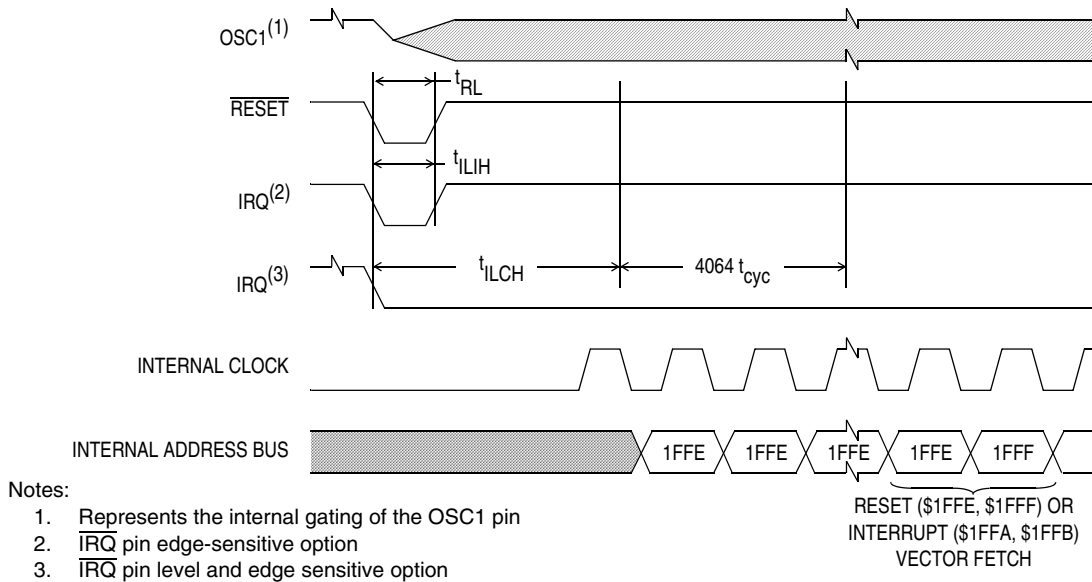 OSC1(1)
tRL
RESET
tILIH
IRQ(2)
IRQ(3)
tILCH
4064 tcyc
INTERNAL CLOCK
INTERNAL ADDRESS BUS
1FFE
1FFE
1FFE
1FFE
1FFF
RESET ($1FFE, $1FFF) OR
INTERRUPT ($1FFA, $1FFB)
VECTOR FETCH
Notes:
1. Represents the internal gating of the OSC1 pin
2. IRQ pin edge-sensitive option
3. IRQ pin level and edge sensitive option